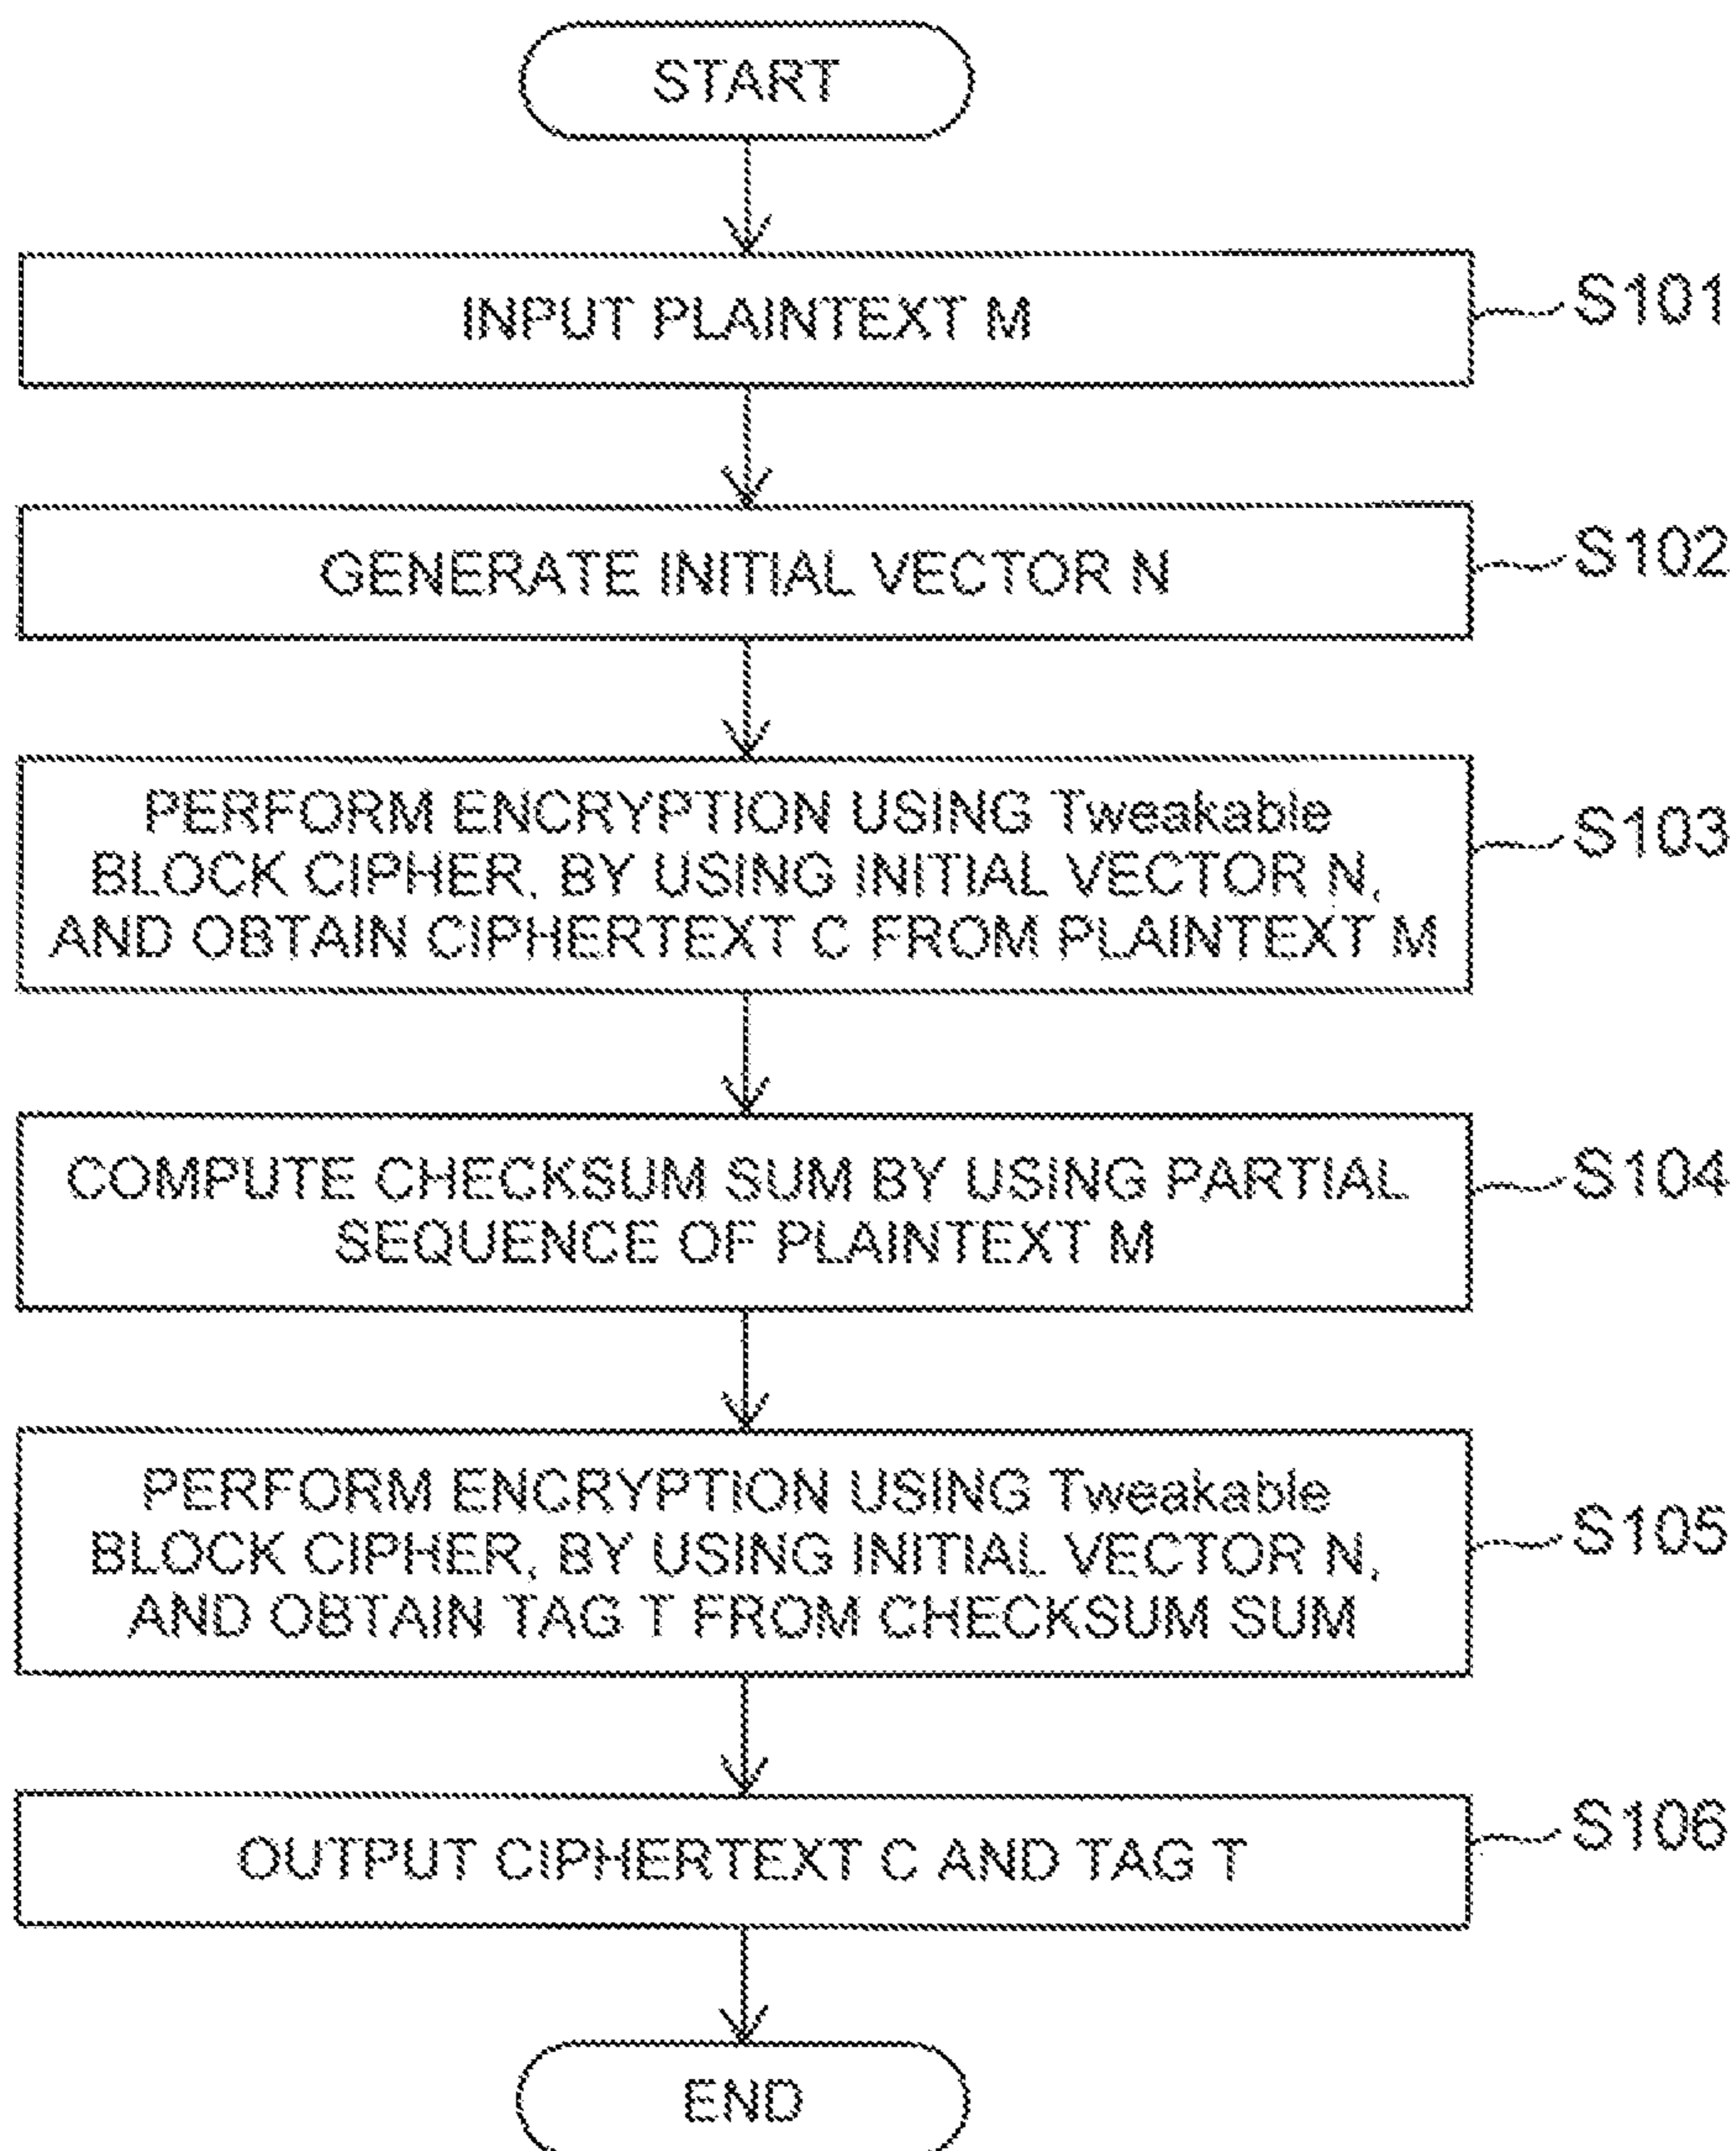 START
INPUT PLAINTEXT M
S101
GENERATE INITIAL VECTOR N
S102
PERFORM ENCRYPTION USING Tweakable
BLOCK CIPHER, BY USING INITIAL VECTOR N,
AND OBTAIN CIPHERTEXT C FROM PLAINTEXT M
S103
COMPUTE CHECKSUM SUM BY USING PARTIAL
SEQUENCE OF PLAINTEXT M
S104
PERFORM ENCRYPTION USING Tweakable
BLOCK CIPHER, BY USING INITIAL VECTOR N,
AND OBTAIN TAG T FROM CHECKSUM SUM
S105
OUTPUT CIPHERTEXT C AND TAG T
S106
END